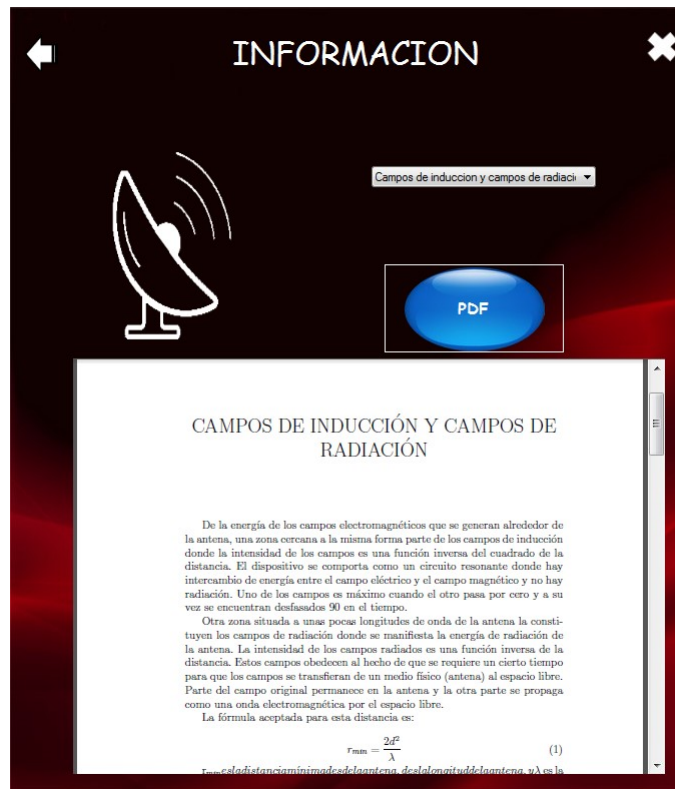 INFORMACION
Campos de induccion y campos de radiaci
PDF
CAMPOS DE INDUCCIÓN Y CAMPOS DE
RADIACIÓN
De la energía de los campos electromagnéticos que se generan alrededor de
la antena, una zona cercana a la misma forma parte de los campos de inducción
donde la intensidad de los campos es una función inversa del cuadrado de la
distancia. El dispositivo se comporta como un circuito resonante donde hay
intercambio de energía entre el campo eléctrico y el campo magnético y no hay
radiación. Uno de los campos es máximo cuando el otro pasa por cero y a su
vez se encuentran desfasados 90 en el tiempo.
Otra zona situada a unas pocas longitudes de onda de la antena la consti-
tuyen los campos de radiación donde se manifiesta la energía de radiación de
la antena. La intensidad de los campos radiados es una función inversa de la
distancia. Estos campos obedecen al hecho de que se requiere un cierto tiempo
para que los campos se transfieran de un medio físico (antena) al espacio libre.
Parte del campo original permanece en la antena y la otra parte se propaga
como una onda electromagnética por el espacio libre.
La fórmula aceptada para esta distancia es:
r_min = 2d²/λ (1)
r_min esladistanciamínimadesdelaantena, deslalongituddelaantena, yλ es la